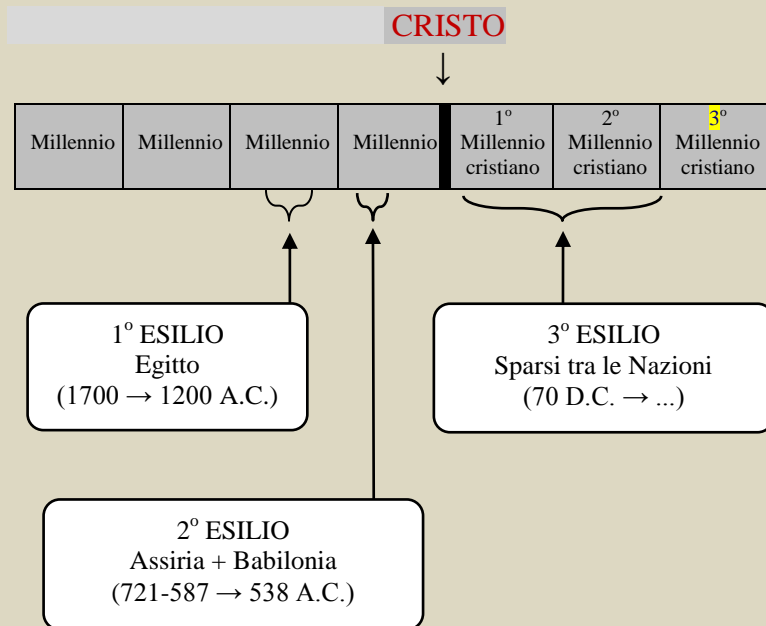 CRISTO
↓
Millennio
Millennio
Millennio
Millennio
1º
Millennio
cristiano
2º
Millennio
cristiano
3º
Millennio
cristiano
1º ESILIO
Egitto
(1700 → 1200 A.C.)
3º ESILIO
Sparsi tra le Nazioni
(70 D.C. → ...)
2º ESILIO
Assiria + Babilonia
(721-587 → 538 A.C.)